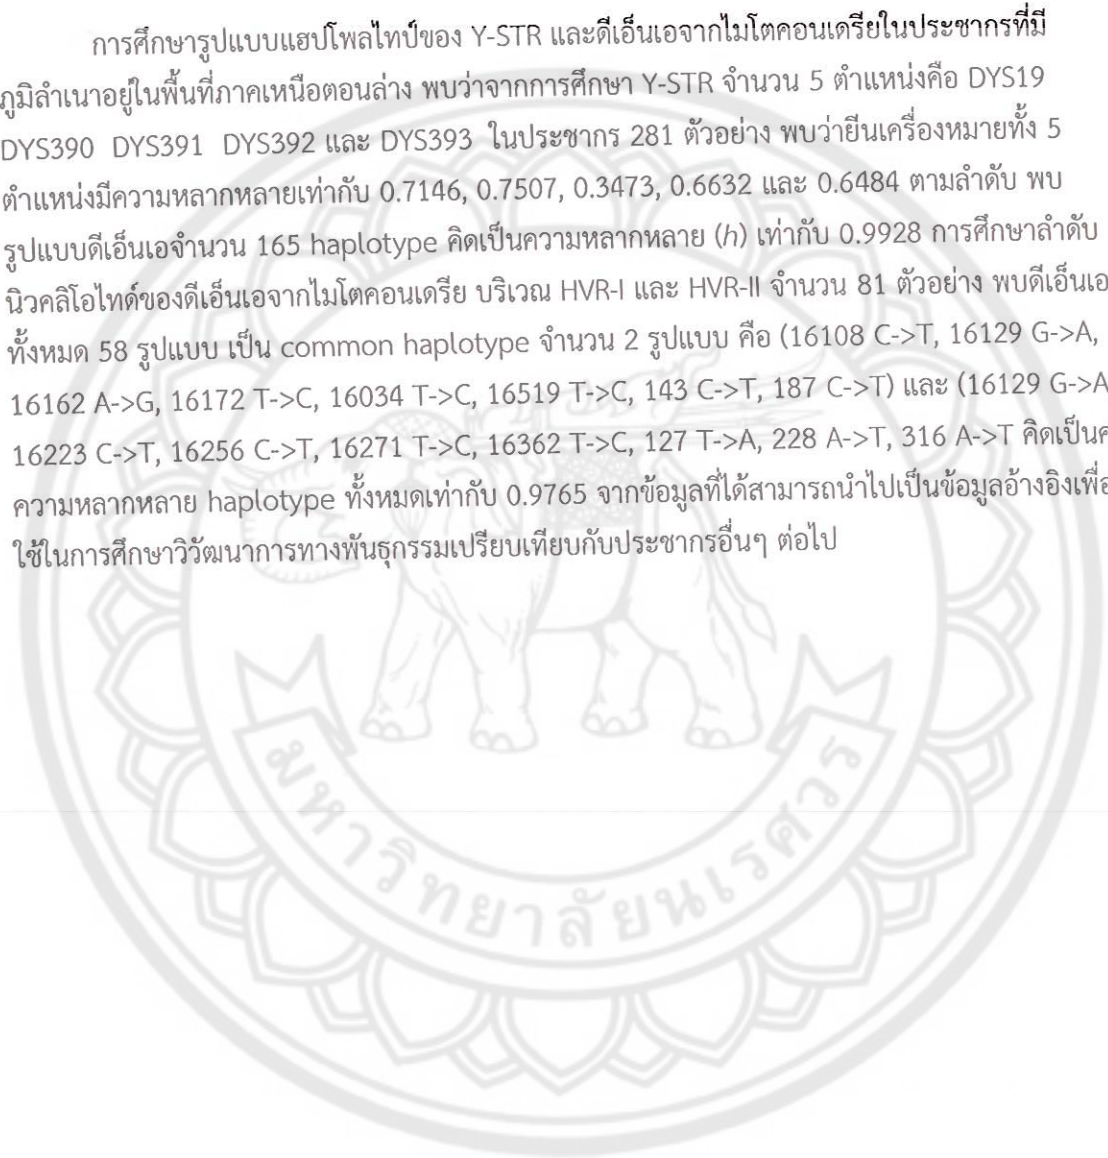 การศึกษารูปแบบแฮปโพลไทป์ของ Y-STR และดีเอ็นเอจากไมโตคอนเดรียในประชากรที่มี
ภูมิลำเนาอยู่ในพื้นที่ภาคเหนือตอนล่าง พบว่าจากการศึกษา Y-STR จำนวน 5 ตำแหน่งคือ DYS19
DYS390 DYS391 DYS392 และ DYS393 ในประชากร 281 ตัวอย่าง พบว่ายีนเครื่องหมายทั้ง 5
ตำแหน่งมีความหลากหลายเท่ากับ 0.7146, 0.7507, 0.3473, 0.6632 และ 0.6484 ตามลำดับ พบ
รูปแบบดีเอ็นเอจำนวน 165 haplotype คิดเป็นความหลากหลาย (h) เท่ากับ 0.9928 การศึกษาลำดับ
นิวคลิโอไทด์ของดีเอ็นเอจากไมโตคอนเดรีย บริเวณ HVR-I และ HVR-II จำนวน 81 ตัวอย่าง พบดีเอ็นเอ
ทั้งหมด 58 รูปแบบ เป็น common haplotype จำนวน 2 รูปแบบ คือ (16108 C->T, 16129 G->A,
16162 A->G, 16172 T->C, 16034 T->C, 16519 T->C, 143 C->T, 187 C->T) และ (16129 G->A
16223 C->T, 16256 C->T, 16271 T->C, 16362 T->C, 127 T->A, 228 A->T, 316 A->T คิดเป็นค
ความหลากหลาย haplotype ทั้งหมดเท่ากับ 0.9765 จากข้อมูลที่ได้สามารถนำไปเป็นข้อมูลอ้างอิงเพื่อ
ใช้ในการศึกษาวิวัฒนาการทางพันธุกรรมเปรียบเทียบกับประชากรอื่นๆ ต่อไป
มหาวิทยาลัยนเรศวร